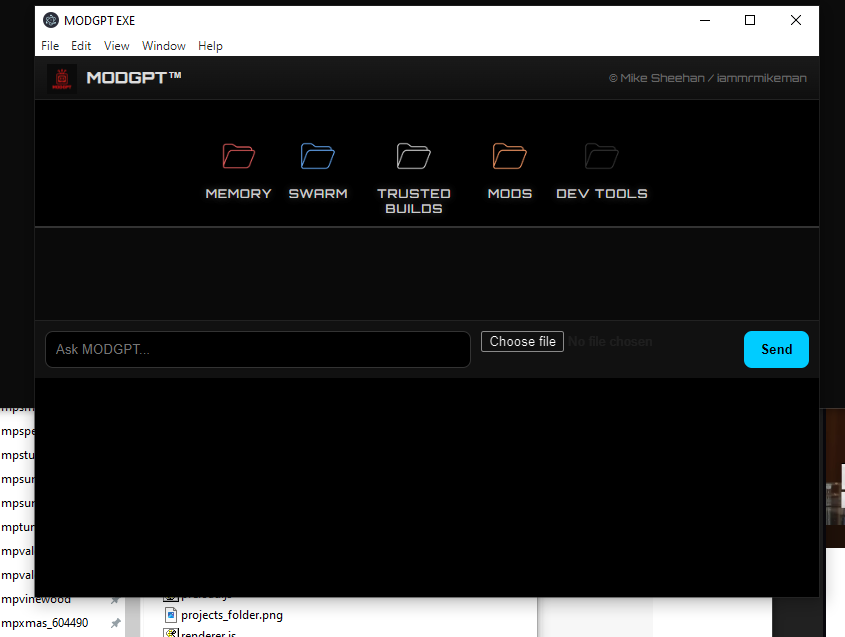 MODGPT EXE
File Edit View Window Help
MODGPT™
© Mike Sheehan / iammrmikeman
MEMORY SWARM TRUSTED BUILDS MODS DEV TOOLS
Ask MODGPT...
Choose file No file chosen
Send
mpspe
mpstu
mpsur
mpsur
mptur
mpval
mpval
mpvinewood
mpxmas_604490
projects_folder.png
renderer.js